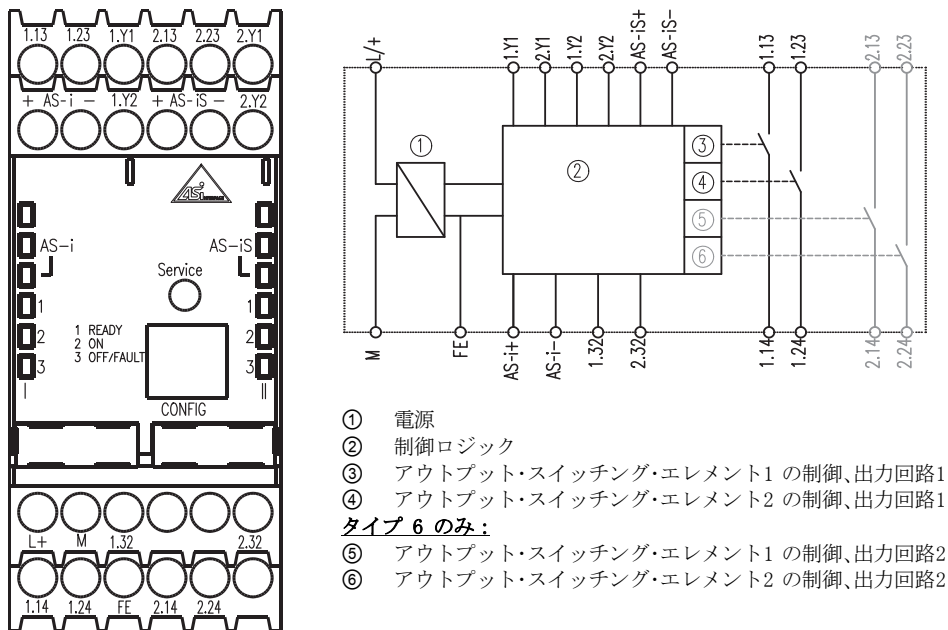 1.13 1.23 1.Y1 2.13 2.23 2.Y1
+ AS-i − 1.Y2 + AS-iS − 2.Y2
ASi INTERFACE
AS-i AS-iS
Service
1 1
1 READY
2 2 ON 2
3 OFF/FAULT
3 3
I II
CONFIG
L+ M 1.32 2.32
1.14 1.24 FE 2.14 2.24
L/+ 1.Y1 2.Y1 1.Y2 2.Y2 AS-iS+ AS-iS− 1.13 1.23 2.13 2.23
① ② ③
④
⑤
⑥
M FE AS-i+ AS-i− 1.32 2.32 1.14 1.24 2.14 2.24
① 電源
② 制御ロジック
③ アウトプット・スイッチング・エレメント1 の制御、出力回路1
④ アウトプット・スイッチング・エレメント2 の制御、出力回路1
タイプ 6 のみ：
⑤ アウトプット・スイッチング・エレメント1 の制御、出力回路2
⑥ アウトプット・スイッチング・エレメント2 の制御、出力回路2